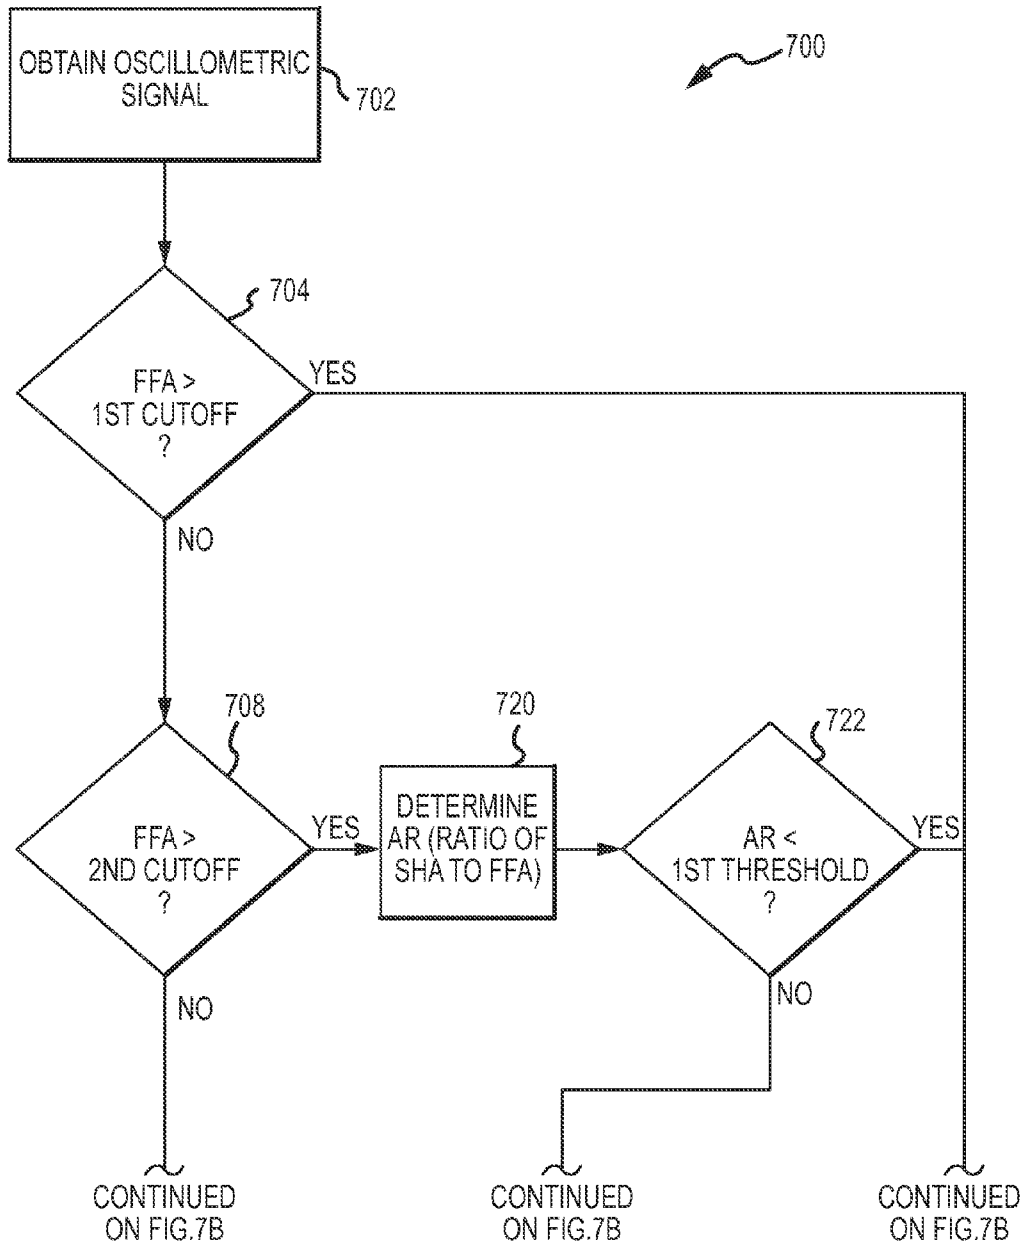 700
OBTAIN OSCILLOMETRIC
SIGNAL
702
704
FFA >
1ST CUTOFF
?
YES
NO
708
FFA >
2ND CUTOFF
?
YES
NO
720
DETERMINE
AR (RATIO OF
SHA TO FFA)
722
AR <
1ST THRESHOLD
?
YES
NO
CONTINUED
ON FIG.7B
CONTINUED
ON FIG.7B
CONTINUED
ON FIG.7B